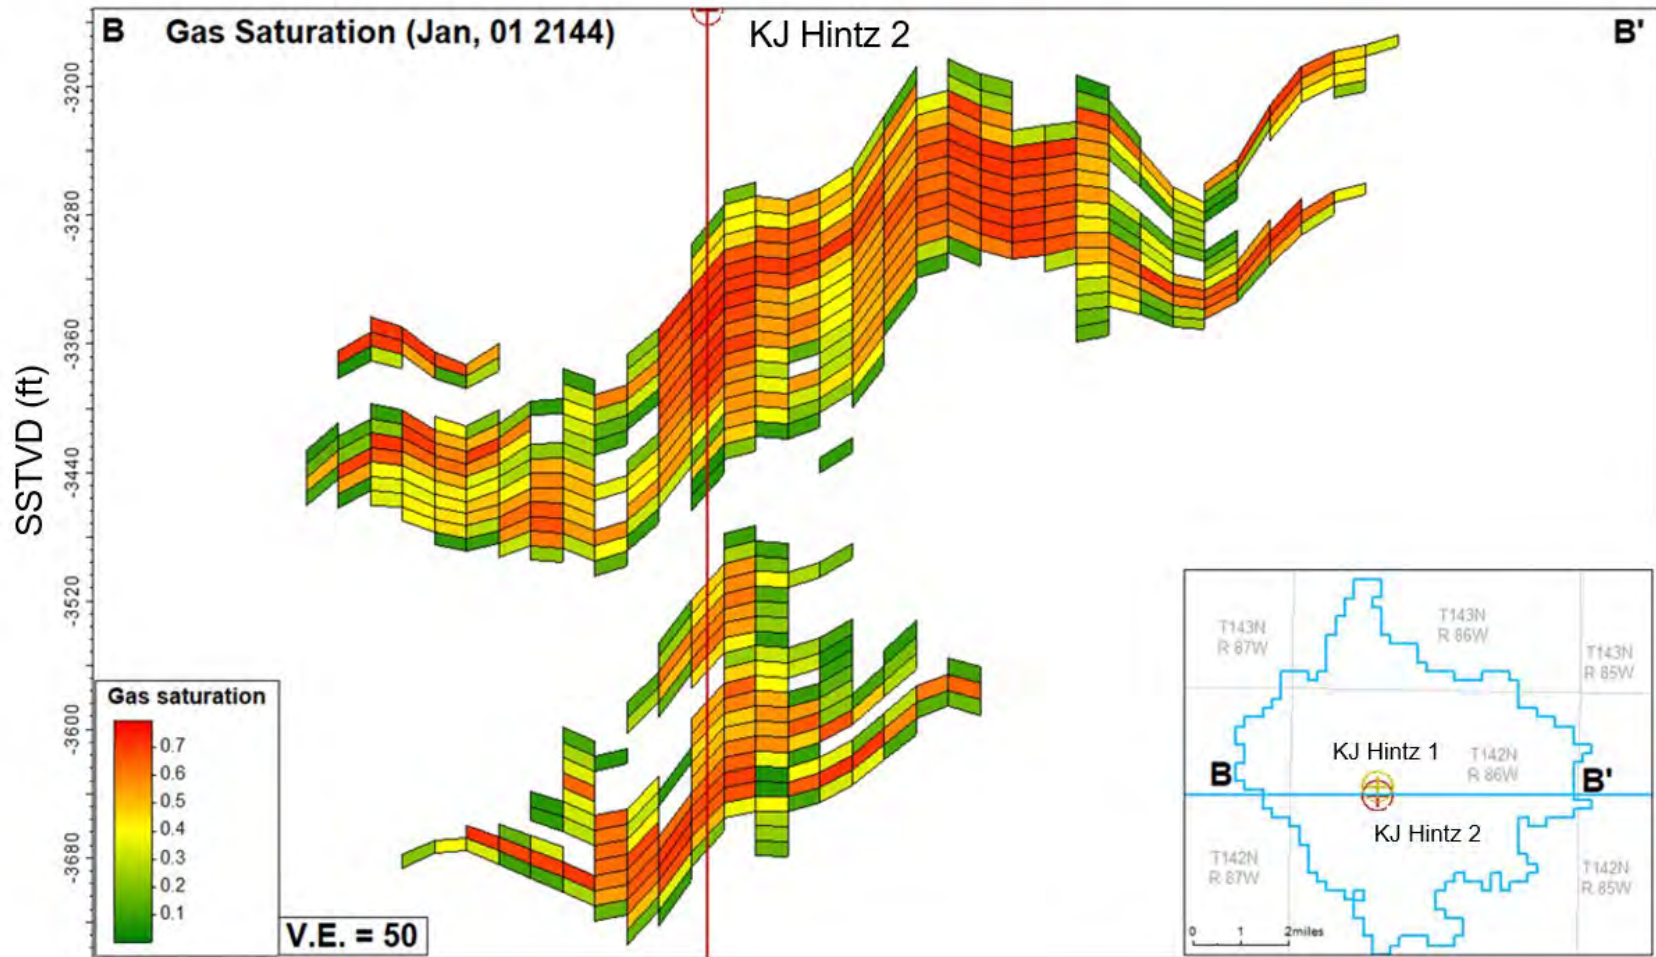 B Gas Saturation (Jan, 01 2144) KJ Hintz 2 B'
SSTVD (ft)
-3200
-3280
-3360
-3440
-3520
-3600
-3680
Gas saturation
0.7
0.6
0.5
0.4
0.3
0.2
0.1
V.E. = 50
T143N
R 87W
T143N
R 86W
T143N
R 85W
KJ Hintz 1
T142N
R 86W
B
B'
KJ Hintz 2
T142N
R 87W
T142N
R 85W
0 1 2miles